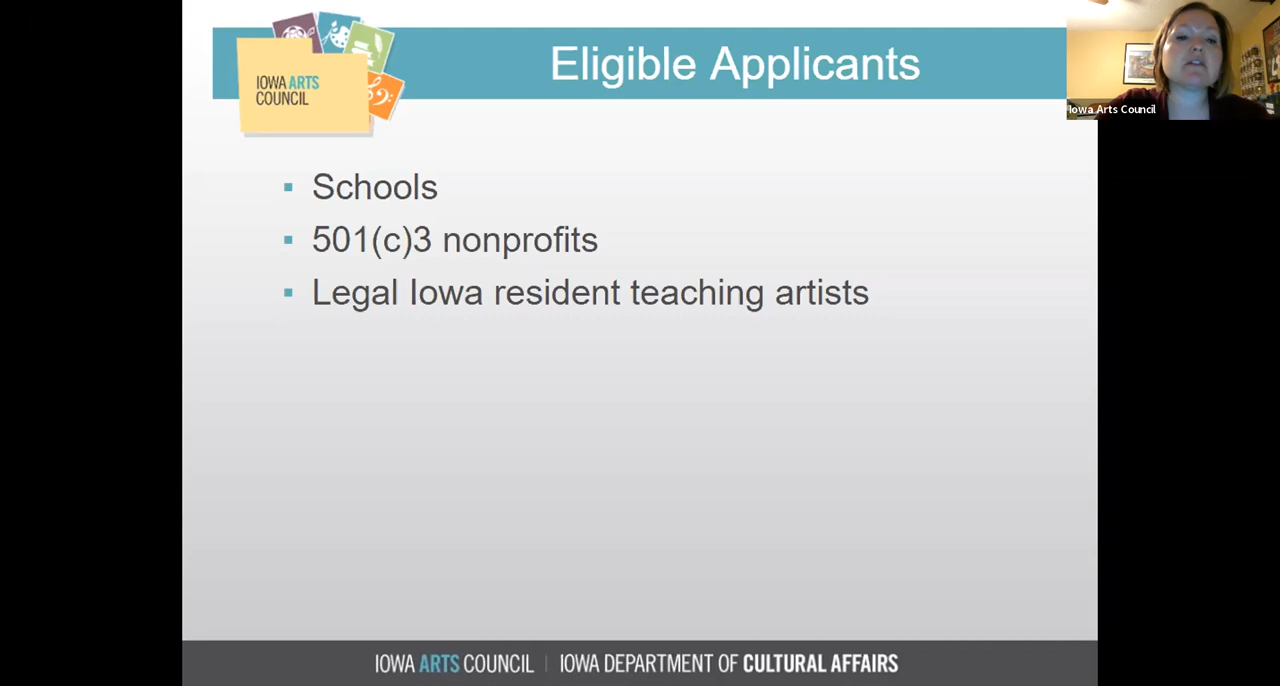 Eligible Applicants
IOWA ARTS
COUNCIL
Iowa Arts Council
Schools
501(c)3 nonprofits
Legal Iowa resident teaching artists
IOWA ARTS COUNCIL | IOWA DEPARTMENT OF CULTURAL AFFAIRS